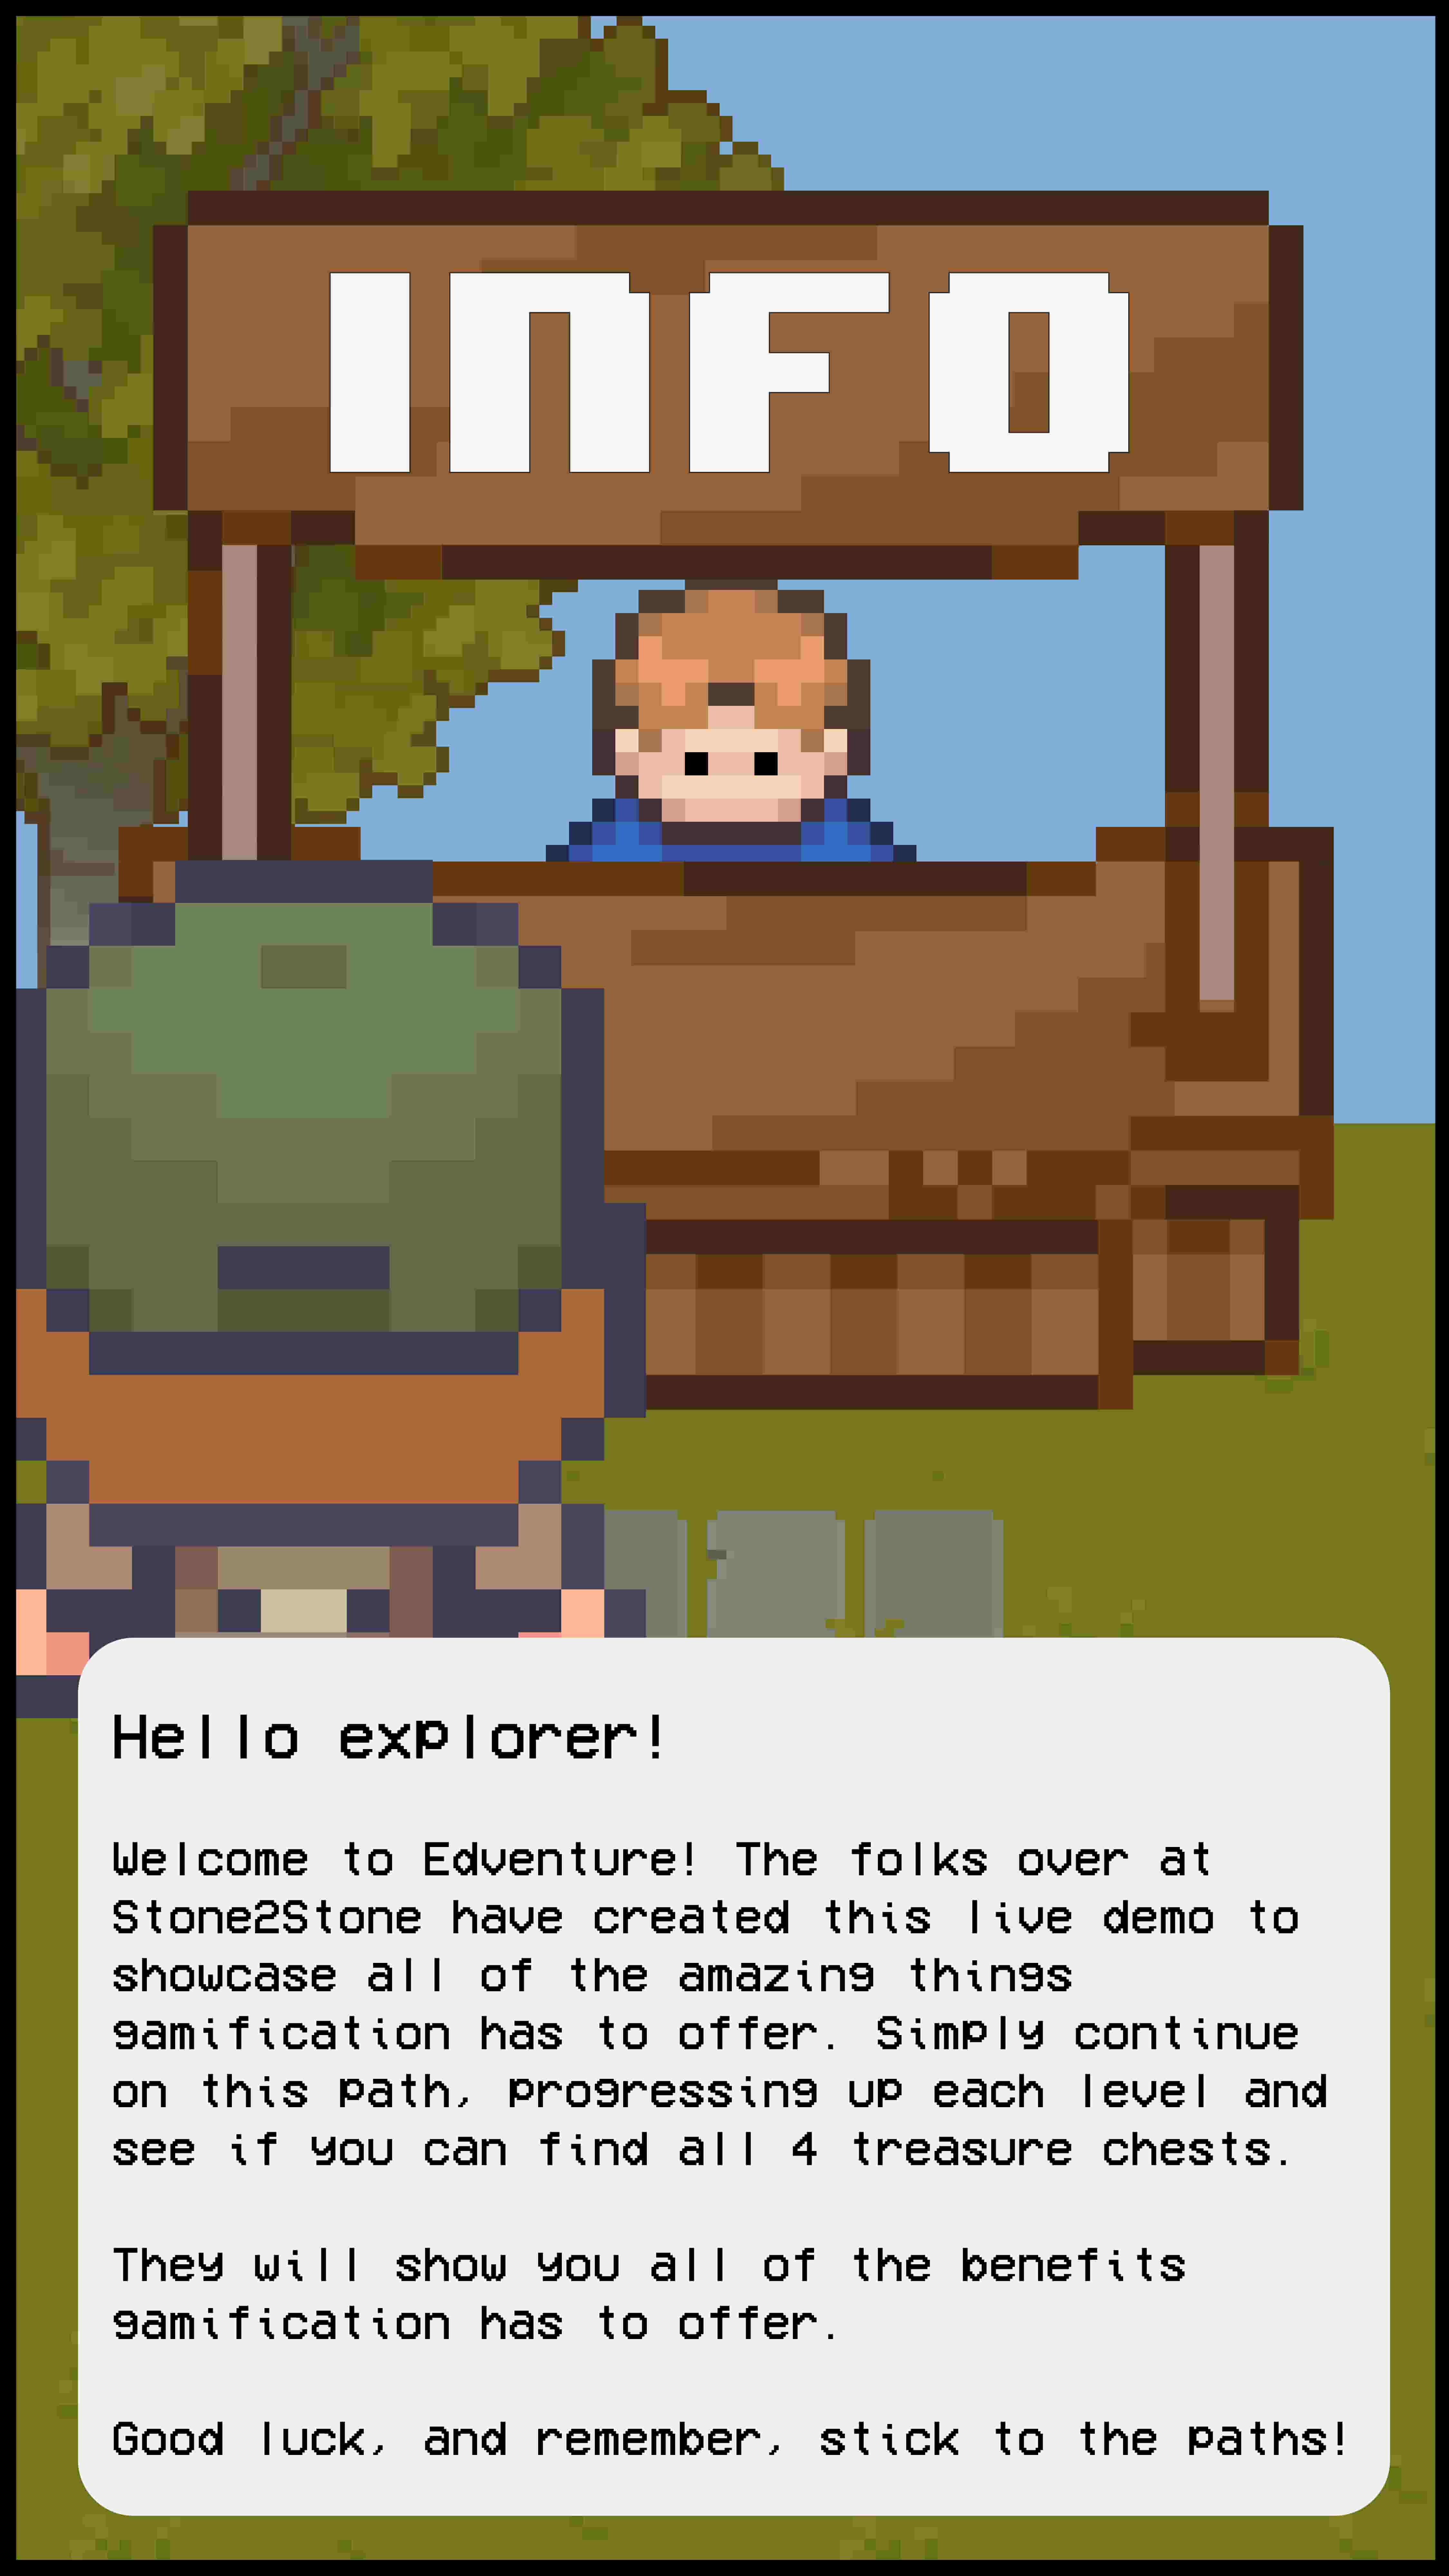 INFO
Hello explorer!
Welcome to Edventure! The folks over at
Stone2Stone have created this live demo to
showcase all of the amazing things
gamification has to offer. Simply continue
on this path, progressing up each level and
see if you can find all 4 treasure chests.
They will show you all of the benefits
gamification has to offer.
Good luck, and remember, stick to the paths!